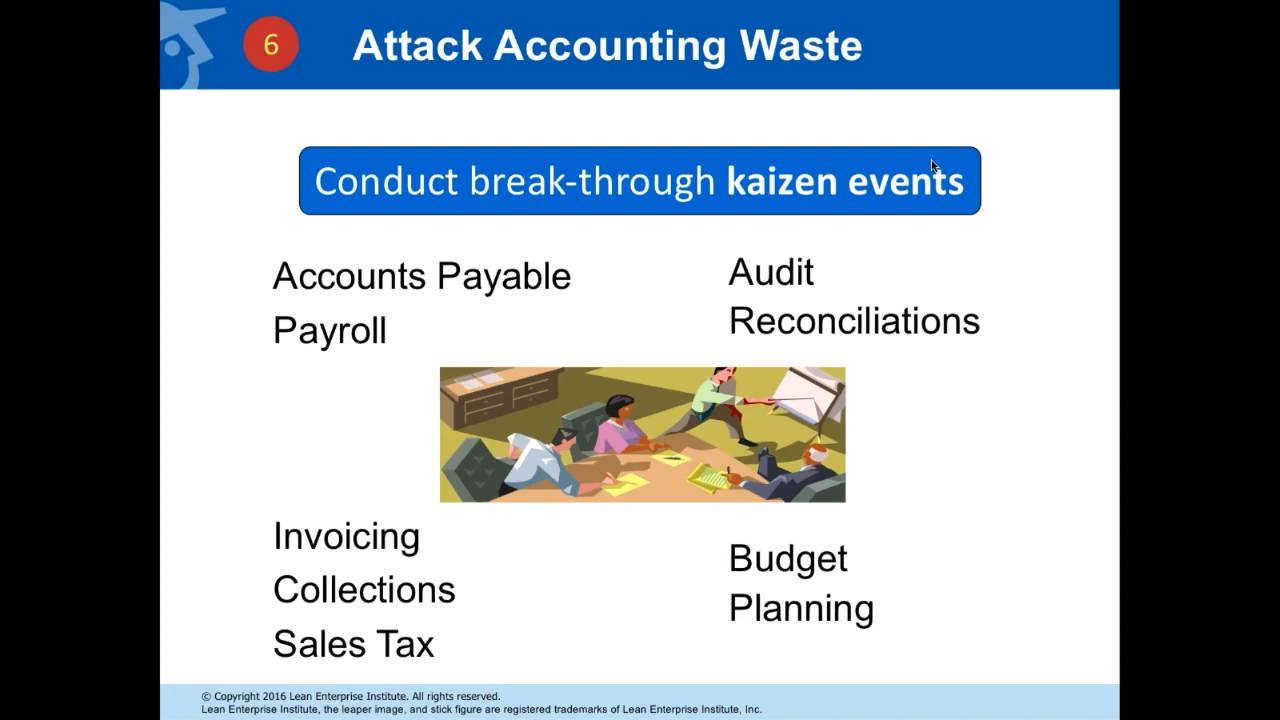 6
Attack Accounting Waste
Conduct break-through kaizen events
Accounts Payable
Payroll
Audit
Reconciliations
Invoicing
Collections
Sales Tax
Budget
Planning
© Copyright 2016 Lean Enterprise Institute. All rights reserved.
Lean Enterprise Institute, the leaper image, and stick figure are registered trademarks of Lean Enterprise Institute, Inc.